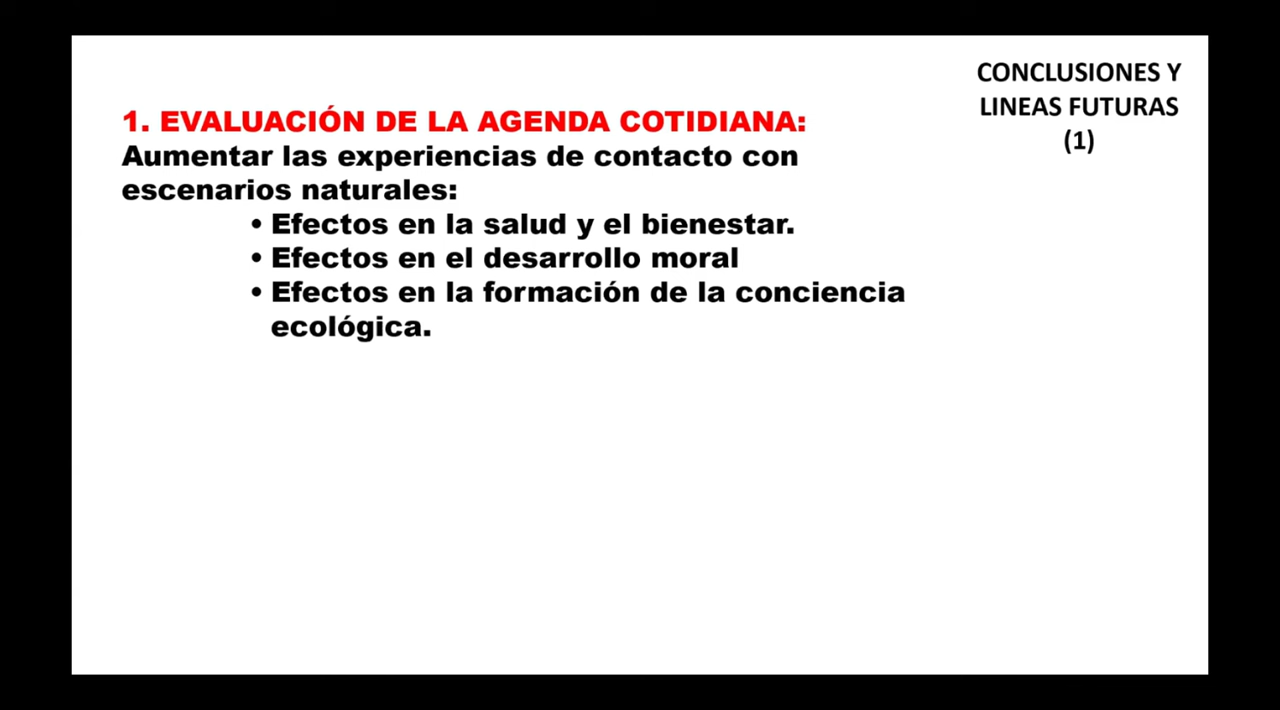 CONCLUSIONES Y
LINEAS FUTURAS
(1)
1. EVALUACIÓN DE LA AGENDA COTIDIANA:
Aumentar las experiencias de contacto con
escenarios naturales:
• Efectos en la salud y el bienestar.
• Efectos en el desarrollo moral
• Efectos en la formación de la conciencia
ecológica.